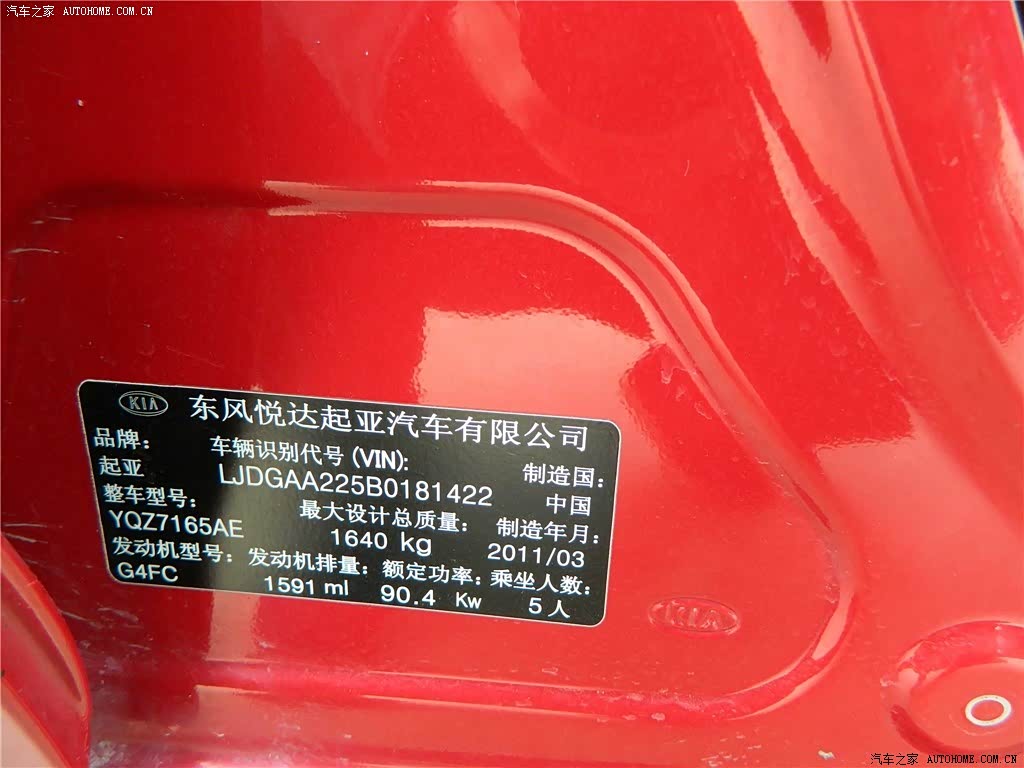 汽车之家 AUTOHOME.COM.CN
KIA 东风悦达起亚汽车有限公司
品牌: 车辆识别代号(VIN): 制造国:
起亚 LJDGAA225B0181422 中国
整车型号: 最大设计总质量: 制造年月:
YQZ7165AE 1640 kg 2011/03
发动机型号: 发动机排量: 额定功率: 乘坐人数:
G4FC 1591 ml 90.4 Kw 5人
KIA
汽车之家 AUTOHOME.COM.CN